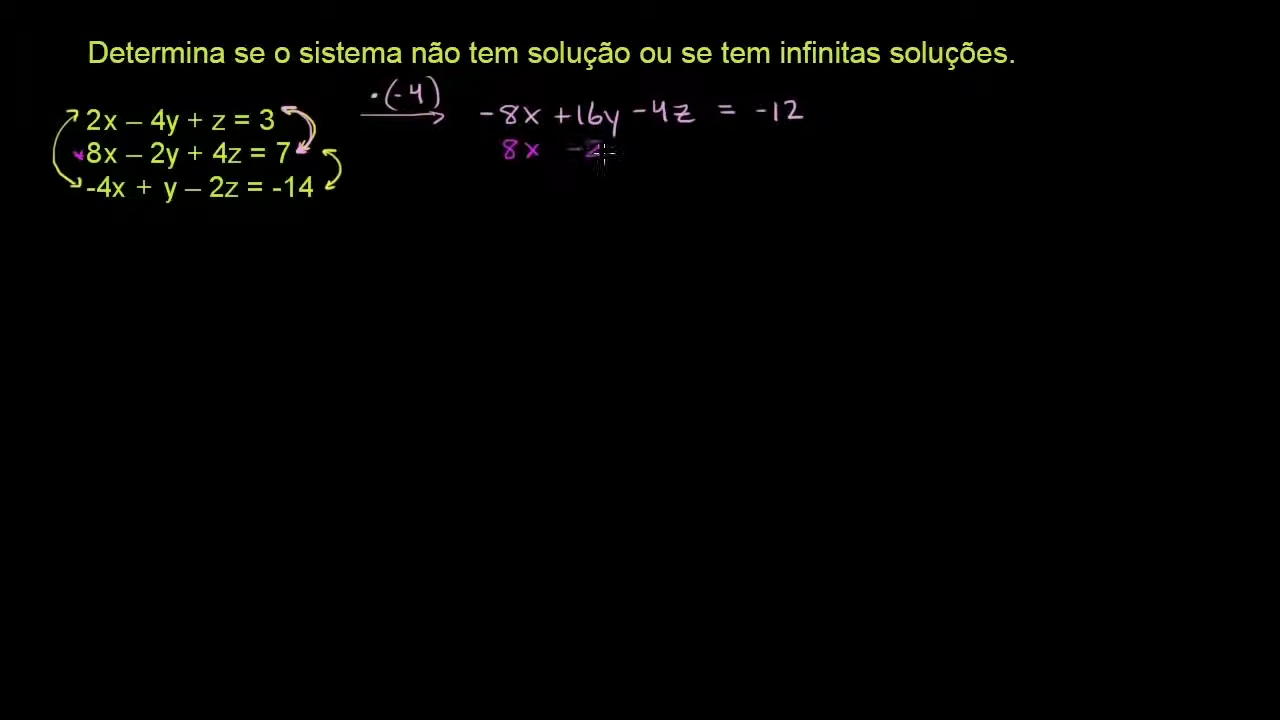 Determina se o sistema não tem solução ou se tem infinitas soluções.
·(-4)
2x – 4y + z = 3
-8x +16y -4z = -12
8x – 2y + 4z = 7
8x -2
-4x + y – 2z = -14